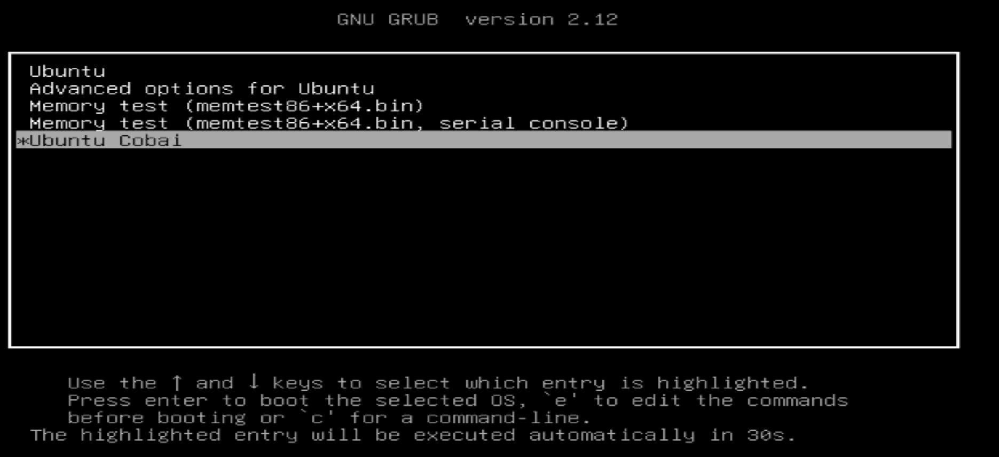 GNU GRUB  version 2.12
Ubuntu
Advanced options for Ubuntu
Memory test (memtest86+x64.bin)
Memory test (memtest86+x64.bin, serial console)
*Ubuntu Cobai
Use the ↑ and ↓ keys to select which entry is highlighted.
Press enter to boot the selected OS, `e' to edit the commands
before booting or `c' for a command-line.
The highlighted entry will be executed automatically in 30s.